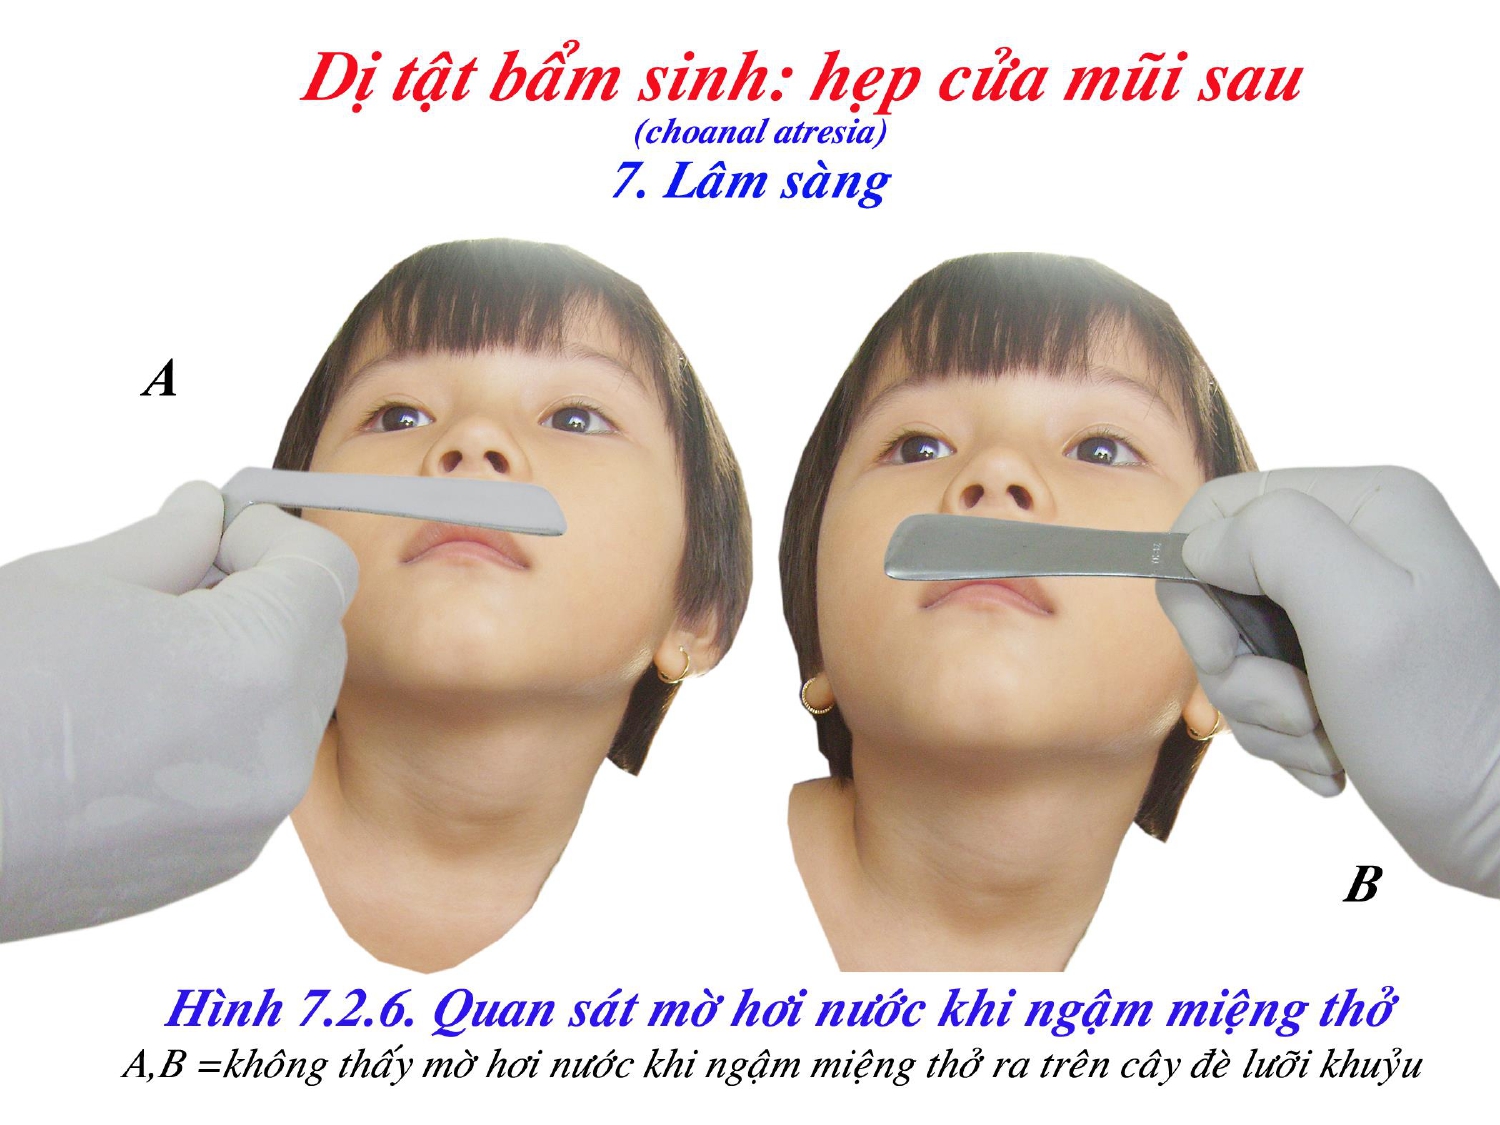 Dị tật bẩm sinh: hẹp cửa mũi sau
(choanal atresia)
7. Lâm sàng
A
B
Hình 7.2.6. Quan sát mờ hơi nước khi ngậm miệng thở
A,B =không thấy mờ hơi nước khi ngậm miệng thở ra trên cây đè lưỡi khuỷu